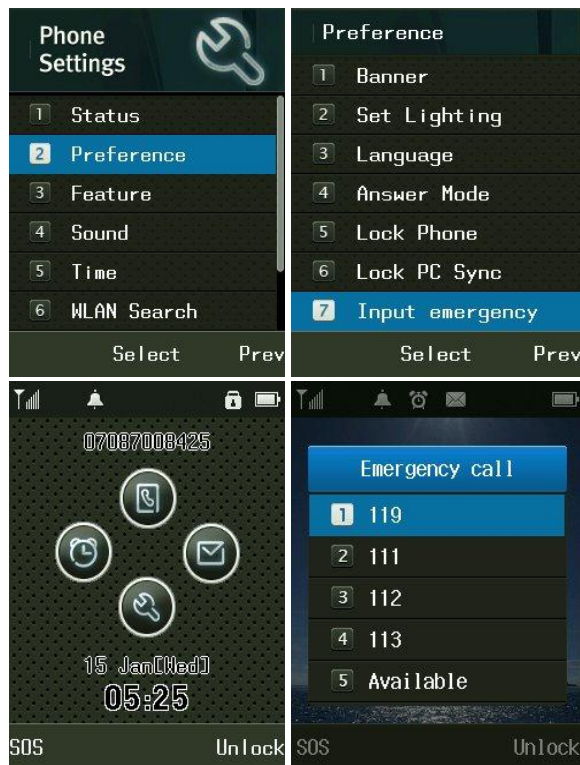 Phone
Settings
1 Status
2 Preference
3 Feature
4 Sound
5 Time
6 WLAN Search
Select Prev
Preference
1 Banner
2 Set Lighting
3 Language
4 Answer Mode
5 Lock Phone
6 Lock PC Sync
7 Input emergency
Select Prev
07087008425
15 Jan[Wed]
05:25
SOS Unlock
Emergency call
1 119
2 111
3 112
4 113
5 Available
SOS Unlock